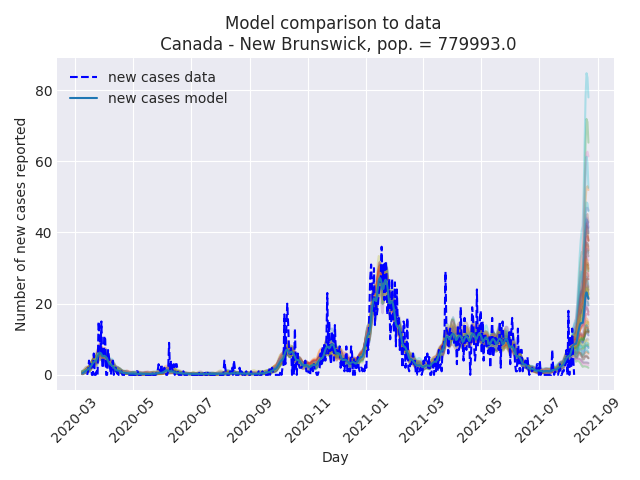 Model comparison to data
Canada - New Brunswick, pop. = 779993.0
new cases data
new cases model
Number of new cases reported
80
60
40
20
0
2020-03
2020-05
2020-07
2020-09
2020-11
2021-01
2021-03
2021-05
2021-07
2021-09
Day